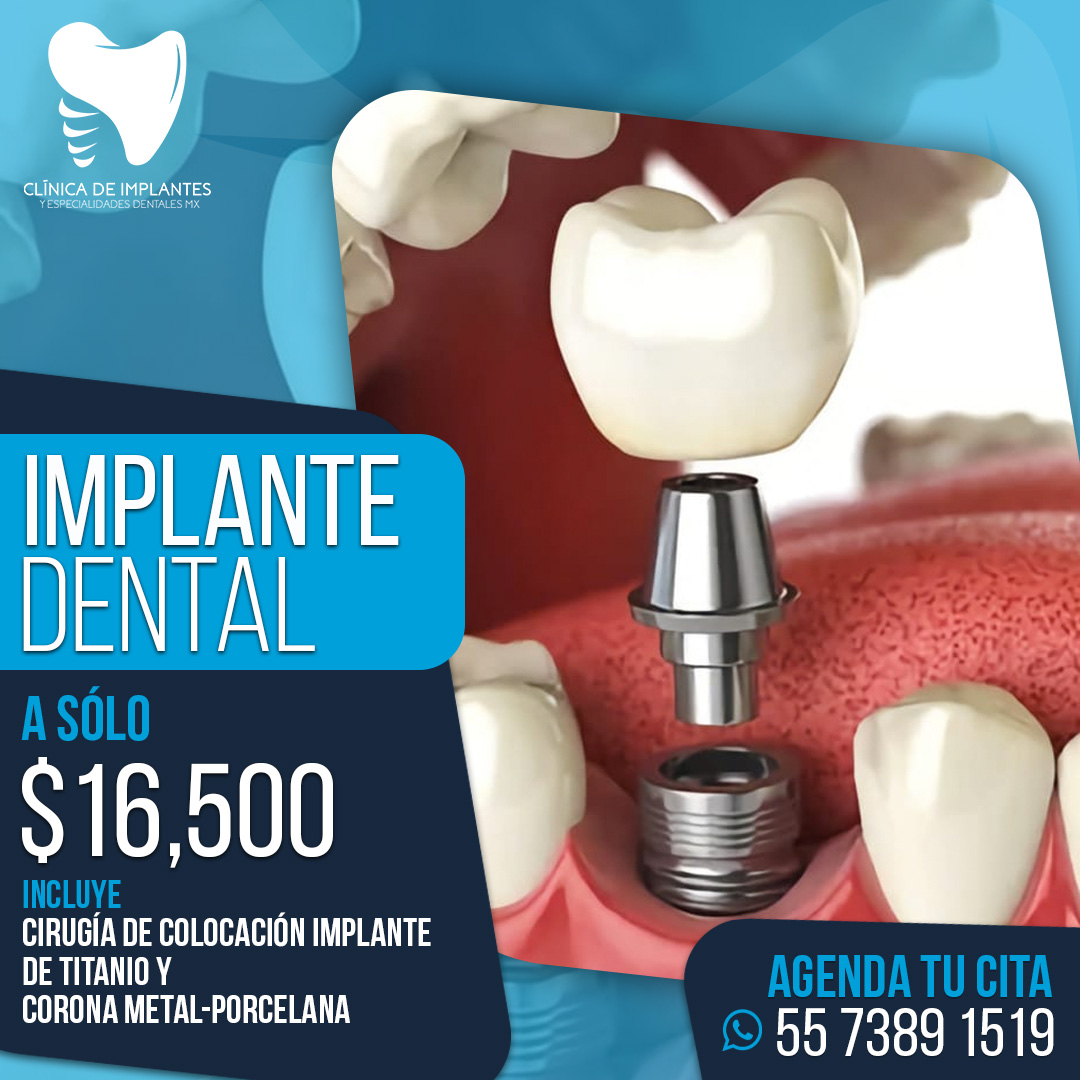 CLÍNICA DE IMPLANTES
Y ESPECIALIDADES DENTALES MX
IMPLANTE
DENTAL
A SÓLO
$16,500
INCLUYE
CIRUGÍA DE COLOCACIÓN IMPLANTE
DE TITANIO Y
CORONA METAL-PORCELANA
AGENDA TU CITA
55 7389 1519